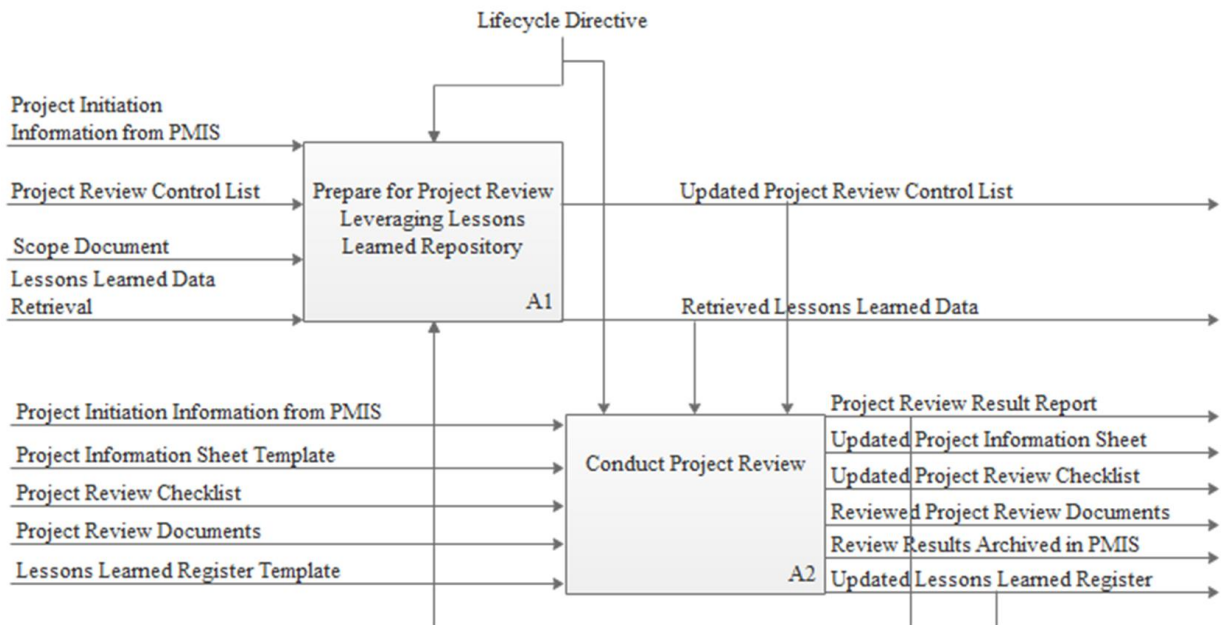 Lifecycle Directive
Project Initiation
Information from PMIS
Project Review Control List
Scope Document
Lessons Learned Data
Retrieval
Prepare for Project Review
Leveraging Lessons
Learned Repository
A1
Updated Project Review Control List
Retrieved Lessons Learned Data
Project Initiation Information from PMIS
Project Information Sheet Template
Project Review Checklist
Project Review Documents
Lessons Learned Register Template
Conduct Project Review
A2
Project Review Result Report
Updated Project Information Sheet
Updated Project Review Checklist
Reviewed Project Review Documents
Review Results Archived in PMIS
Updated Lessons Learned Register